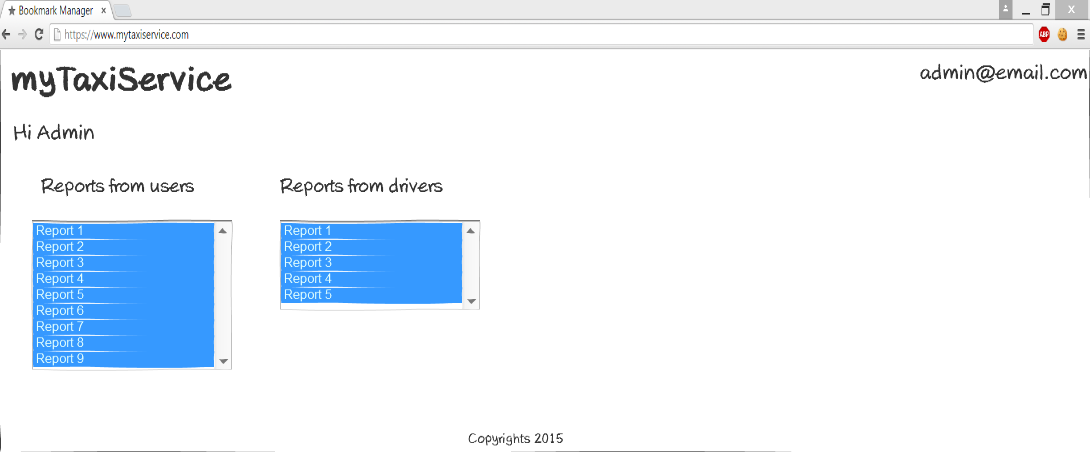 Bookmark Manager
https://www.mytaxiservice.com
ABP
myTaxiService
admin@email.com
Hi Admin
Reports from users
Report 1
Report 2
Report 3
Report 4
Report 5
Report 6
Report 7
Report 8
Report 9
Reports from drivers
Report 1
Report 2
Report 3
Report 4
Report 5
Copyrights 2015